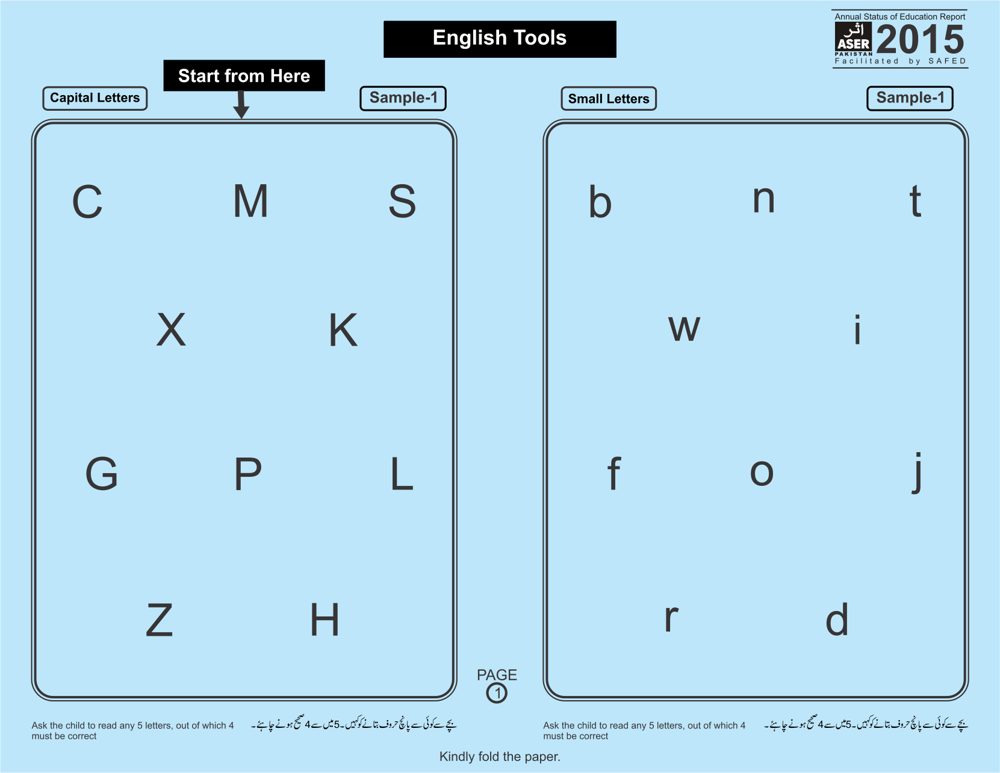 Annual Status of Education Report
اثر
ASER
PAKISTAN
2015
Facilitated by SAFED
English Tools
Start from Here
Capital Letters
Sample-1
C M S
X K
G P L
Z H
Ask the child to read any 5 letters, out of which 4
must be correct
بچے سے کوئی سے پانچ حروف بتانے کو کہیں۔ 5 میں سے 4 صحیح ہونے چاہئے۔
Small Letters
Sample-1
b n t
w i
f o j
r d
Ask the child to read any 5 letters, out of which 4
must be correct
بچے سے کوئی سے پانچ حروف بتانے کو کہیں۔ 5 میں سے 4 صحیح ہونے چاہئے۔
PAGE
1
Kindly fold the paper.